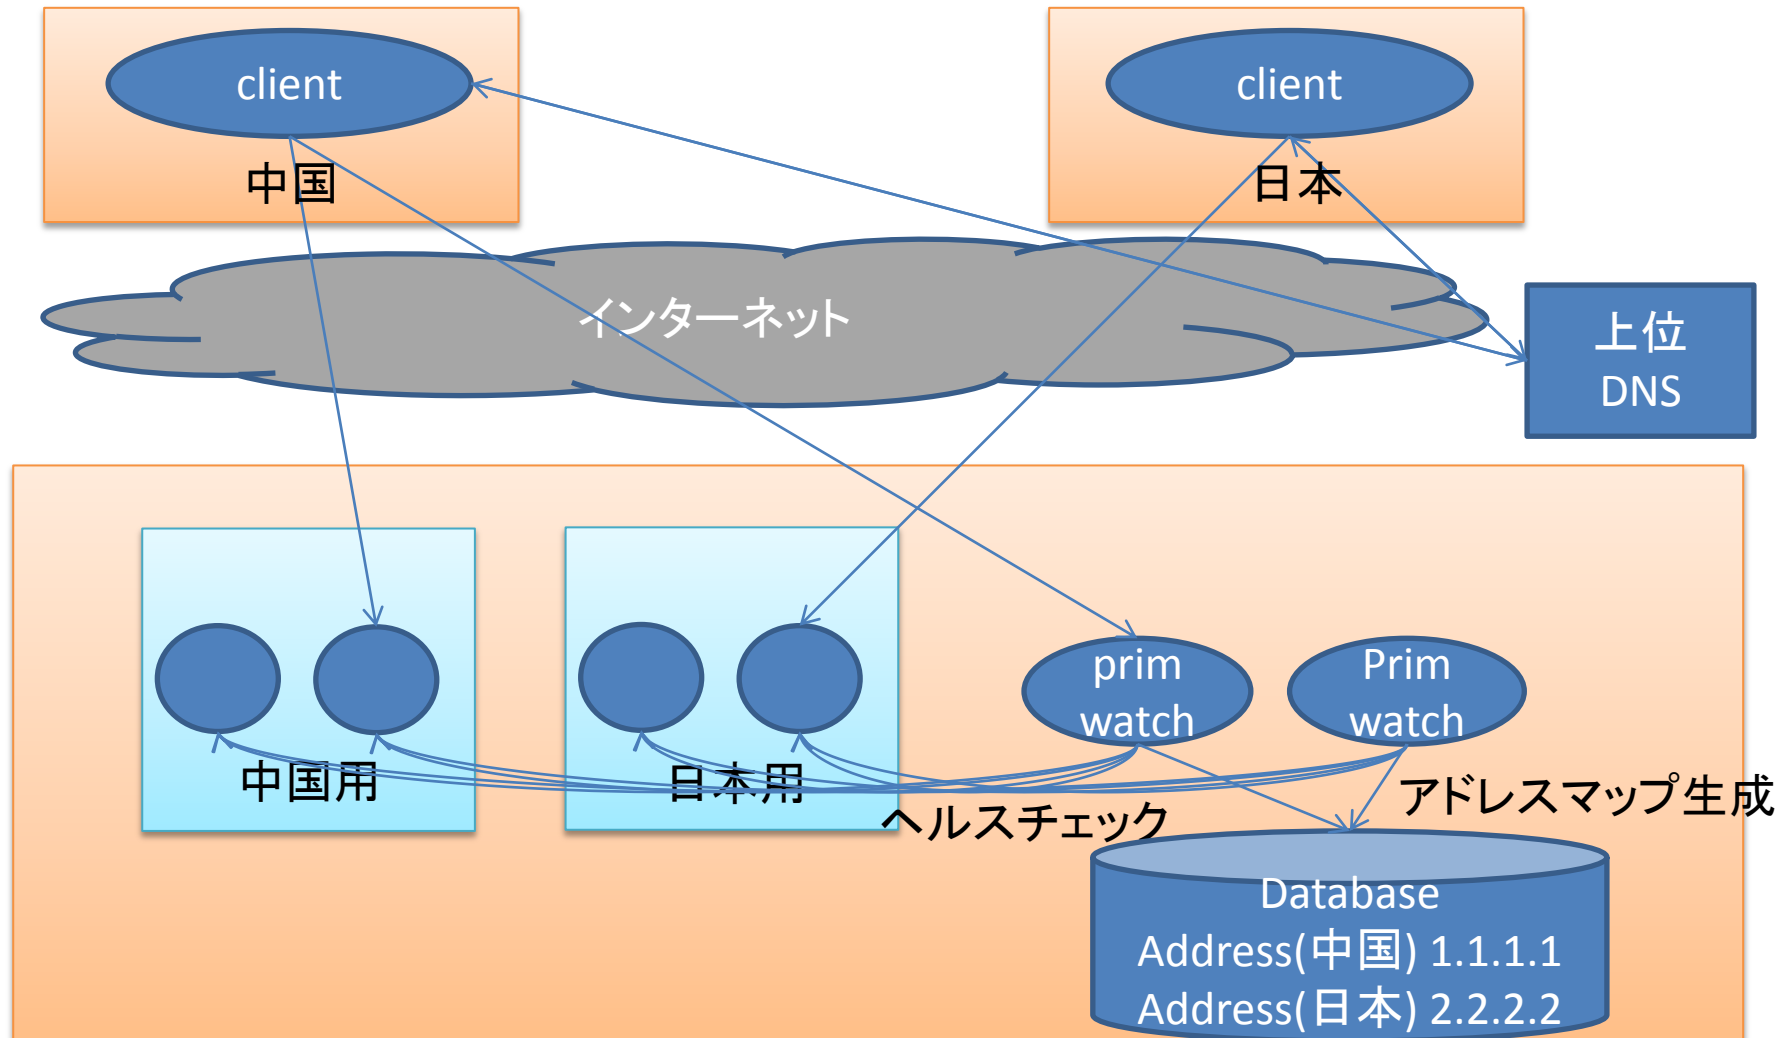 client
中国
client
日本
インターネット
上位
DNS
中国用
日本用
prim
watch
Prim
watch
ヘルスチェック
アドレスマップ生成
Database
Address(中国) 1.1.1.1
Address(日本) 2.2.2.2